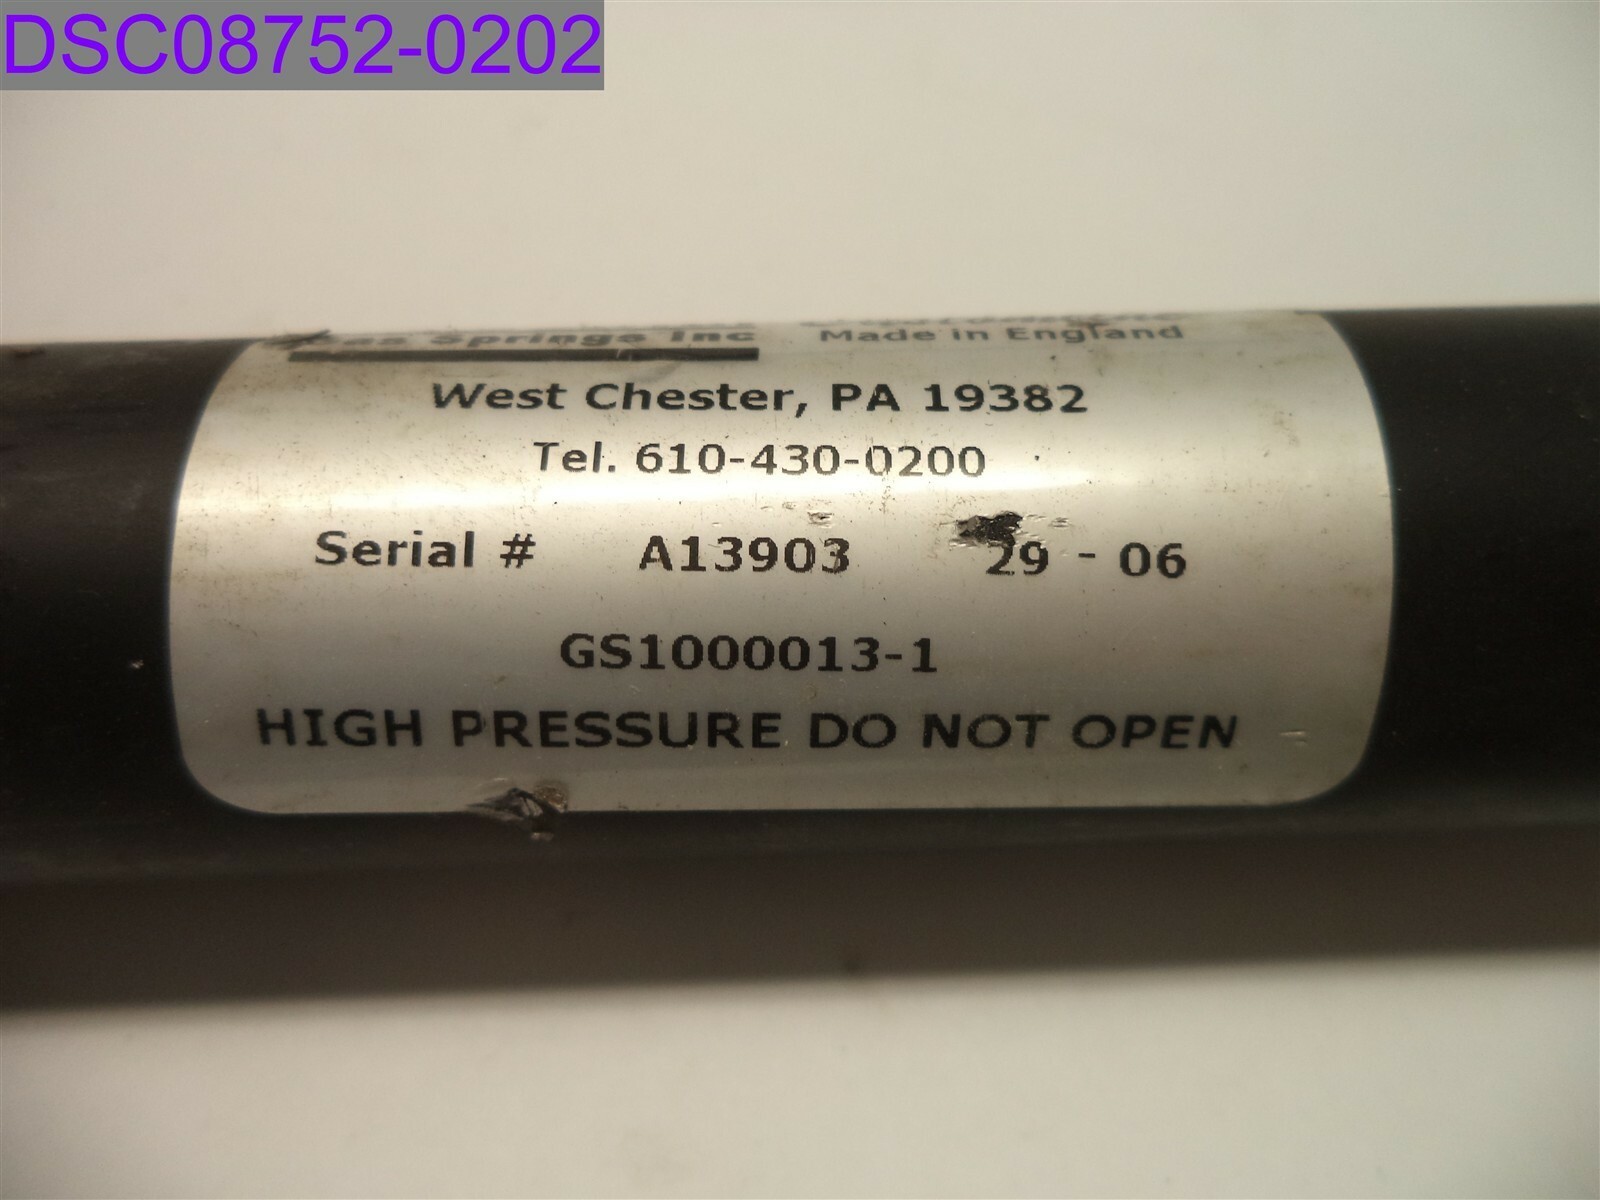 DSC08752-0202
Gas Springs Inc
Made in England
West Chester, PA 19382
Tel. 610-430-0200
Serial # A13903 29 - 06
GS1000013-1
HIGH PRESSURE DO NOT OPEN